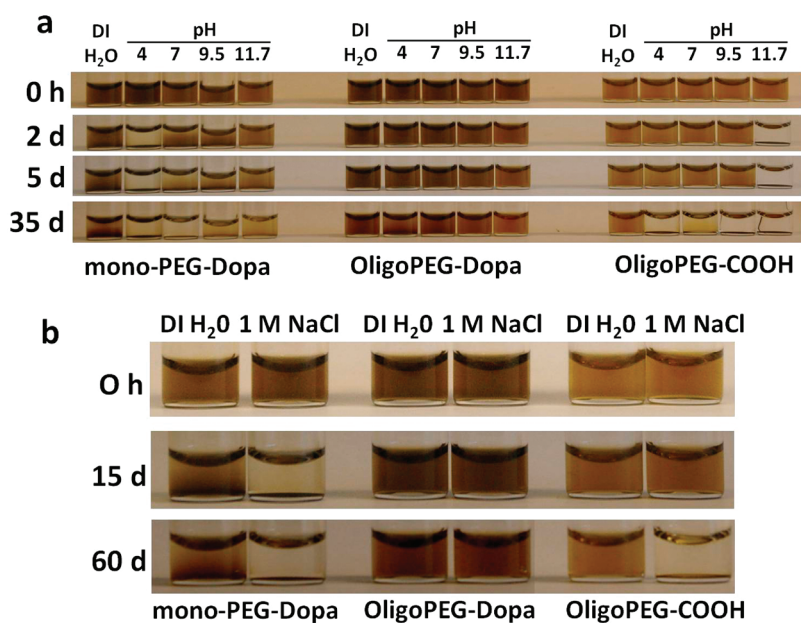 a
DI pH DI pH DI pH
H₂O 4 7 9.5 11.7 H₂O 4 7 9.5 11.7 H₂O 4 7 9.5 11.7
0 h
2 d
5 d
35 d
mono-PEG-Dopa OligoPEG-Dopa OligoPEG-COOH
b
DI H₂0 1 M NaCl DI H₂0 1 M NaCl DI H₂0 1 M NaCl
O h
15 d
60 d
mono-PEG-Dopa OligoPEG-Dopa OligoPEG-COOH